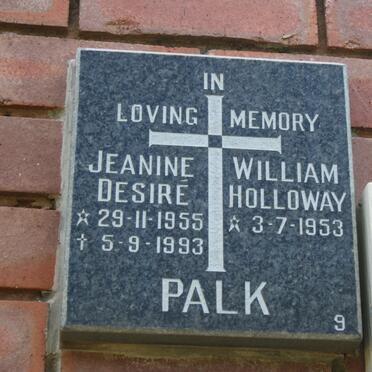 IN
LOVING MEMORY
JEANINE WILLIAM
DESIRÉ HOLLOWAY
☆ 29-11-1955 ☆ 3-7-1953
✝ 5-9-1993
PALK
9